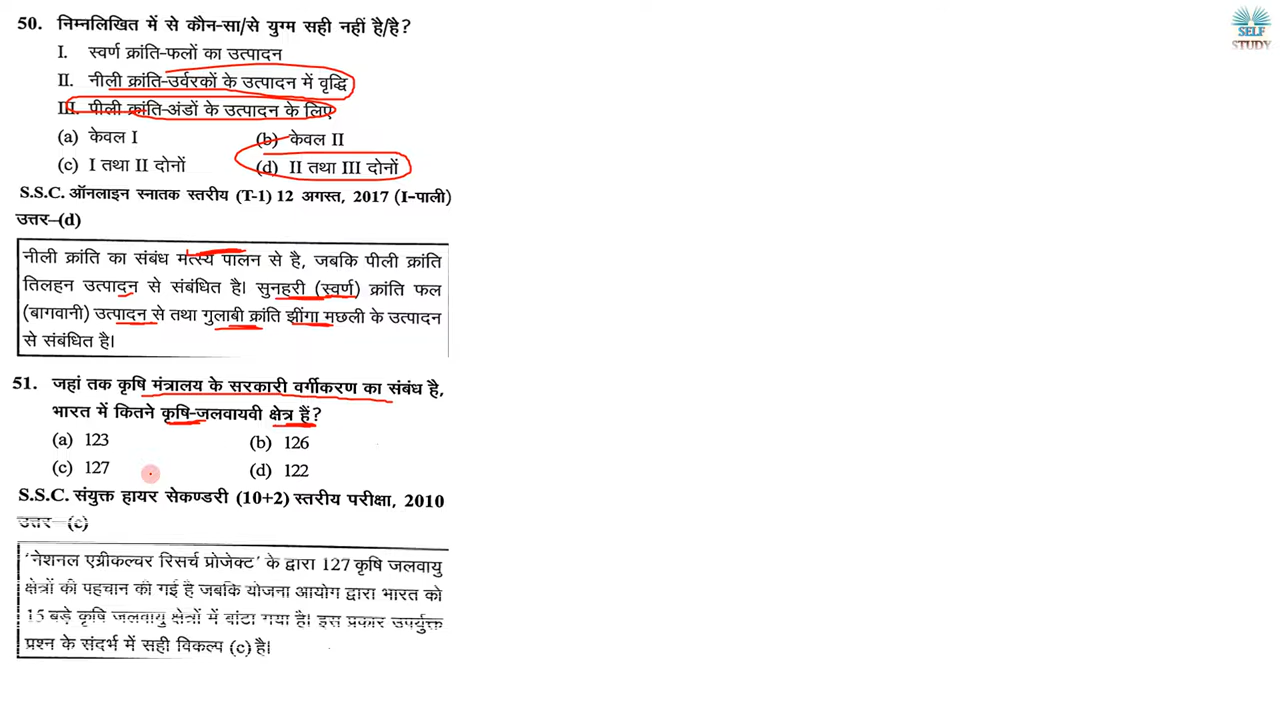 50. निम्नलिखित में से कौन-सा/से युग्म सही नहीं है/है?
I. स्वर्ण क्रांति-फलों का उत्पादन
II. नीली क्रांति-उर्वरकों के उत्पादन में वृद्धि
III. पीली क्रांति-अंडों के उत्पादन के लिए
(a) केवल I (b) केवल II
(c) I तथा II दोनों (d) II तथा III दोनों
S.S.C. ऑनलाइन स्नातक स्तरीय (T-1) 12 अगस्त, 2017 (I-पाली)
उत्तर-(d)
नीली क्रांति का संबंध मत्स्य पालन से है, जबकि पीली क्रांति
तिलहन उत्पादन से संबंधित है। सुनहरी (स्वर्ण) क्रांति फल
(बागवानी) उत्पादन से तथा गुलाबी क्रांति झींगा मछली के उत्पादन
से संबंधित है।
51. जहां तक कृषि मंत्रालय के सरकारी वर्गीकरण का संबंध है,
भारत में कितने कृषि-जलवायवी क्षेत्र हैं?
(a) 123 (b) 126
(c) 127 (d) 122
S.S.C. संयुक्त हायर सेकण्डरी (10+2) स्तरीय परीक्षा, 2010
उत्तर-(c)
'नेशनल एग्रीकल्चर रिसर्च प्रोजेक्ट' के द्वारा 127 कृषि जलवायु
क्षेत्रों की पहचान की गई है जबकि योजना आयोग द्वारा भारत को
15 बड़े कृषि जलवायु क्षेत्रों में बांटा गया है। इस प्रकार उपर्युक्त
प्रश्न के संदर्भ में सही विकल्प (c) है।
SELF
STUDY